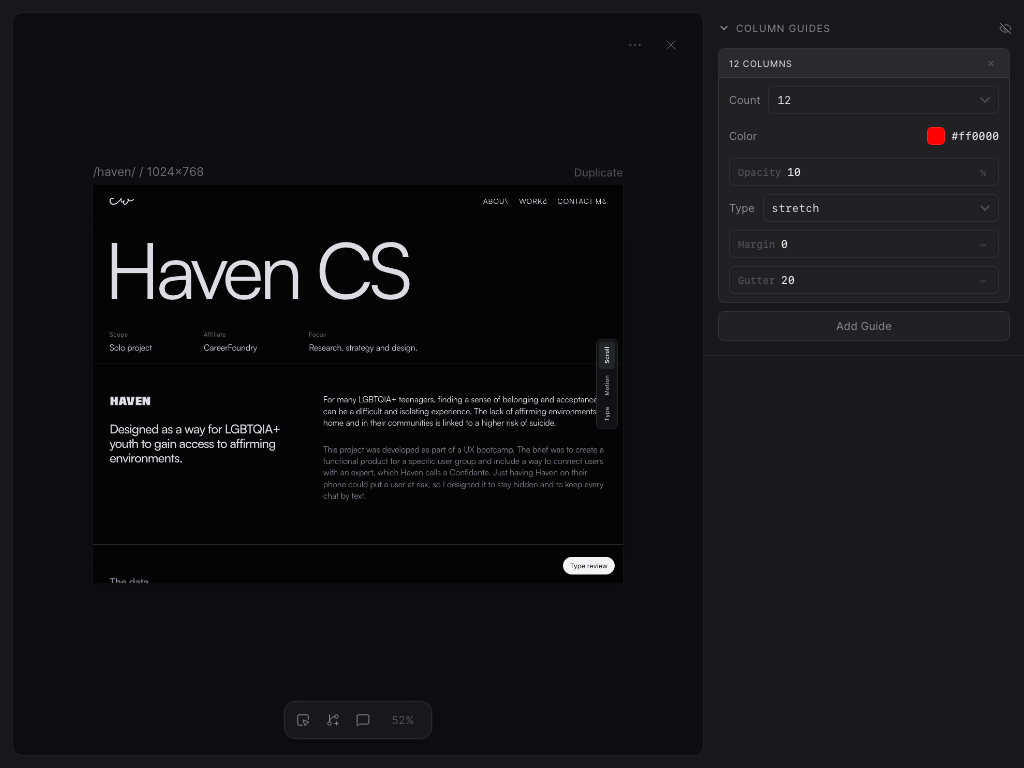 COLUMN GUIDES
12 COLUMNS
Count 12
Color #ff0000
Opacity 10 %
Type stretch
Margin 0 –
Gutter 20 –
Add Guide
/haven/ / 1024×768 Duplicate
Haven CS
Scope Affiliate Focus
Solo project CareerFoundry Research, strategy and design.
Scroll
Motion
Type
HAVEN
Designed as a way for LGBTQIA+
youth to gain access to affirming
environments.
For many LGBTQIA+ teenagers, finding a sense of belonging and acceptance
can be a difficult and isolating experience. The lack of affirming environments
home and in their communities is linked to a higher risk of suicide.
This project was developed as part of a UX bootcamp. The brief was to create a
functional product for a specific user group and include a way to connect users
with an expert, which Haven calls a Confidante. Just having Haven on their
phone could put a user at risk, so I designed it to stay hidden and to keep every
chat by text.
The data
Type review
52%